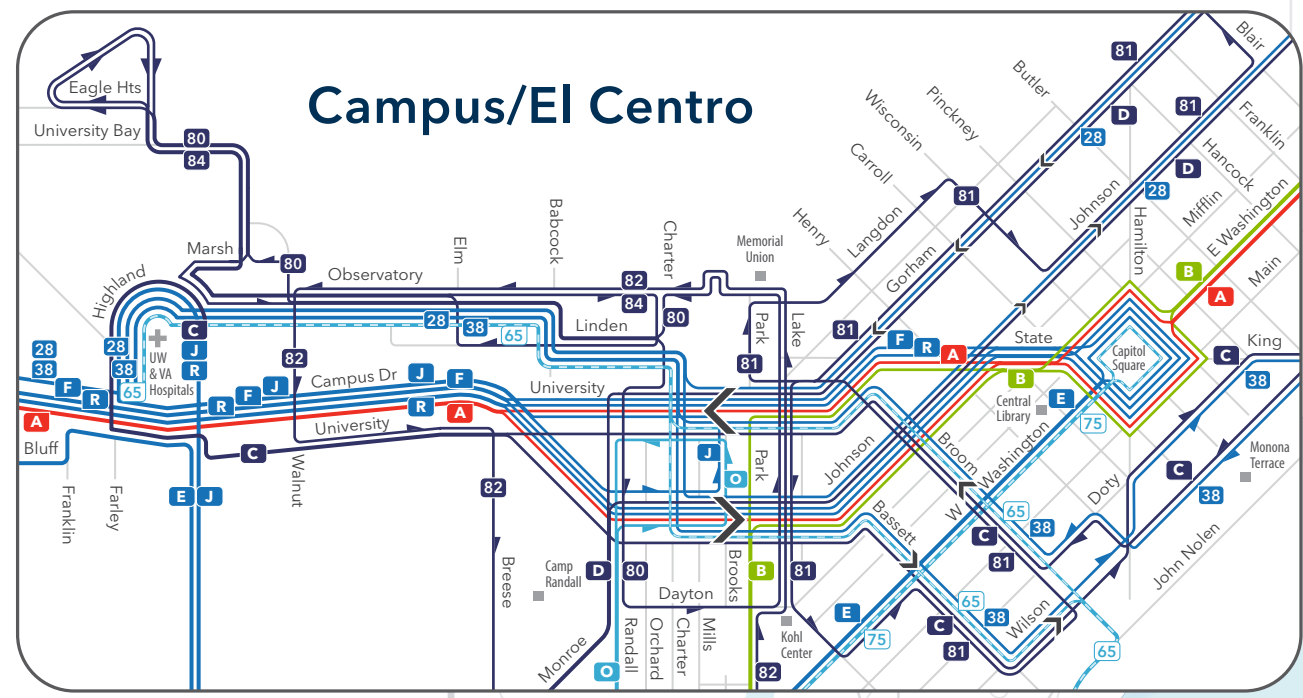 Campus/El Centro
Eagle Hts
University Bay
80
84
Marsh
80
Observatory
Highland
Elm
Babcock
Charter
82
84
80
Memorial
Union
Linden
28
38
65
C
J
R
28
38
65
UW
& VA
Hospitals
28
38
F
R
A
Bluff
Franklin
Farley
C
E
J
R
F
J
Campus Dr
J
F
R
A
University
University
82
Walnut
82
Breese
Park
Lake
81
81
Henry
Langdon
Carroll
Wisconsin
Pinckney
Butler
81
Gorham
81
D
28
81
D
28
Johnson
Blair
Franklin
Hancock
Mifflin
E Washington
Hamilton
Main
King
B
A
F
R
A
State
B
Capitol
Square
C
38
Central
Library
E
75
W Washington
Broom
Johnson
Bassett
Doty
65
38
C
81
C
38
Monona
Terrace
John Nolen
Wilson
65
38
C
81
65
E
75
J
O
Park
Brooks
D
80
B
81
Camp
Randall
Dayton
Monroe
Randall
Orchard
Charter
Mills
Kohl
Center
O
82